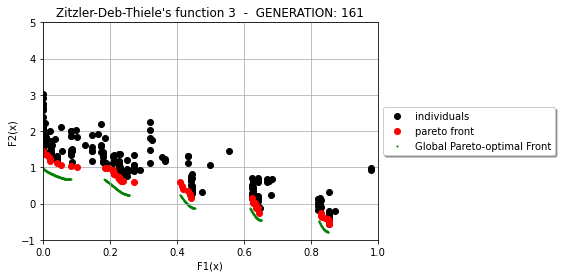 Zitzler-Deb-Thiele's function 3 - GENERATION: 161
5
4
3
2
1
0
−1
F2(x)
0.0 0.2 0.4 0.6 0.8 1.0
F1(x)
individuals
pareto front
Global Pareto-optimal Front